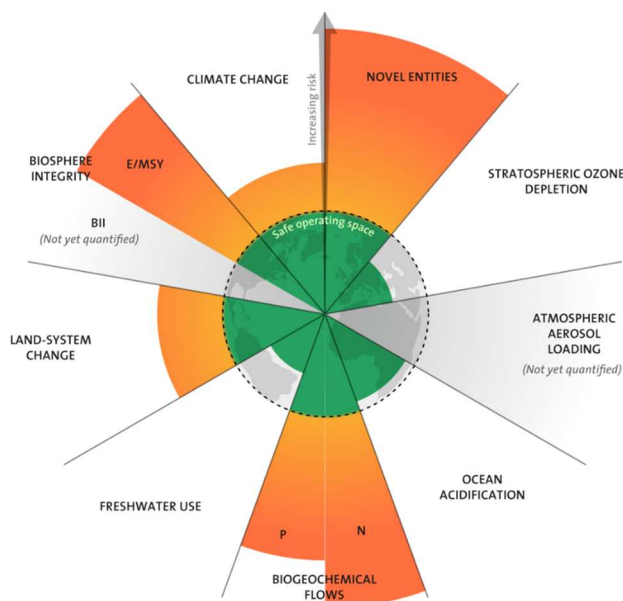 CLIMATE CHANGE
NOVEL ENTITIES
Increasing risk
BIOSPHERE
INTEGRITY
E/MSY
STRATOSPHERIC OZONE
DEPLETION
BII
(Not yet quantified)
Safe operating space
LAND-SYSTEM
CHANGE
ATMOSPHERIC
AEROSOL
LOADING
(Not yet quantified)
FRESHWATER USE
OCEAN
ACIDIFICATION
P
N
BIOGEOCHEMICAL
FLOWS